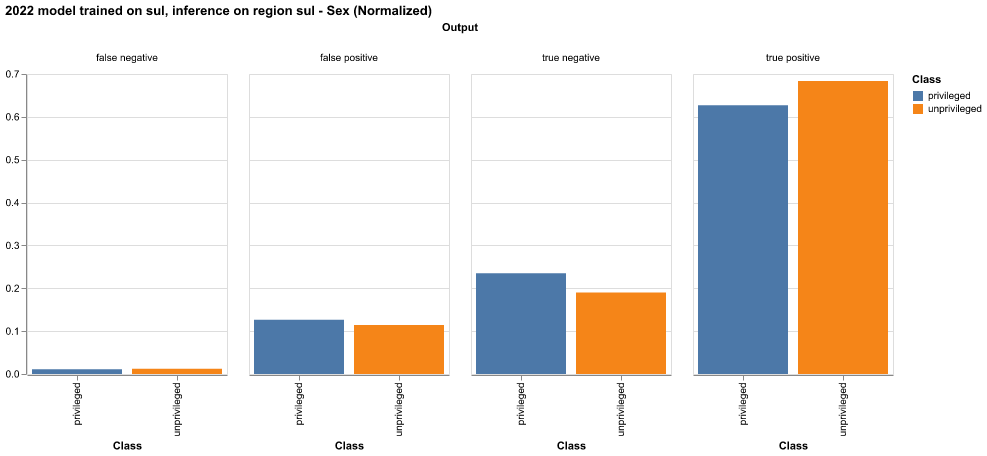 2022 model trained on sul, inference on region sul - Sex (Normalized)
Output
false negative
false positive
true negative
true positive
0.7
0.6
0.5
0.4
0.3
0.2
0.1
0.0
privileged
unprivileged
privileged
unprivileged
privileged
unprivileged
privileged
unprivileged
Class
Class
Class
Class
Class
privileged
unprivileged